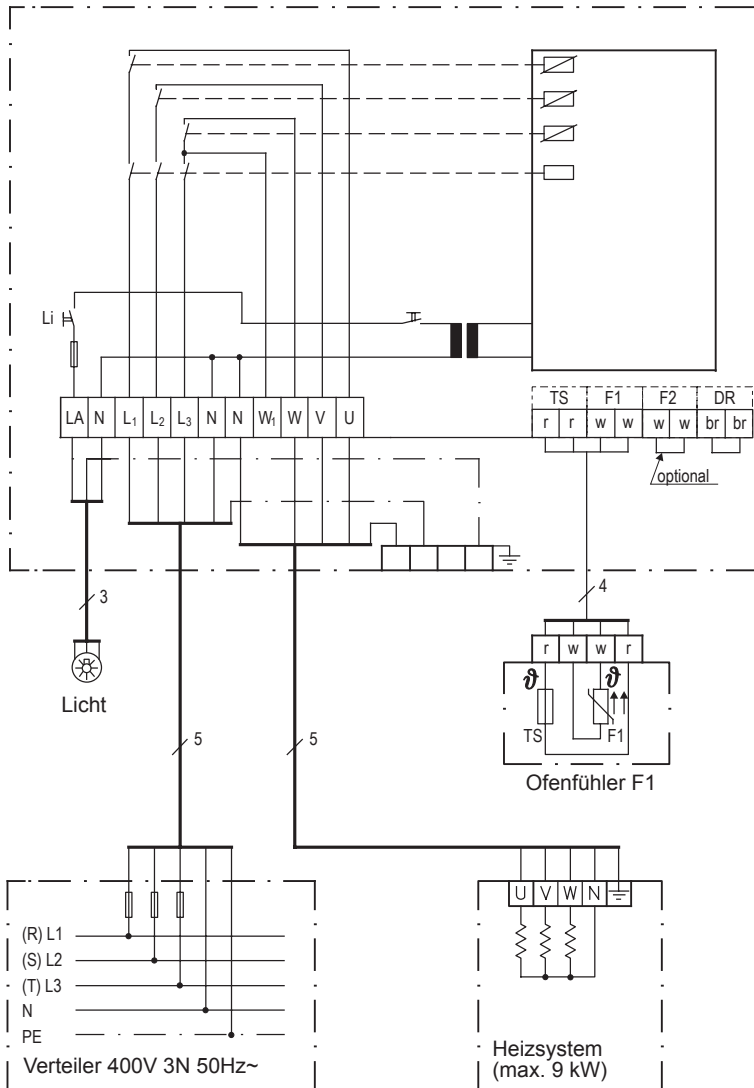 Li
LA N L1 L2 L3 N N W1 W V U
TS F1 F2 DR
r r w w w w br br
optional
3
4
Licht
r w w r
ϑ ϑ
TS F1
Ofenfühler F1
5 5
U V W N
(R) L1
(S) L2
(T) L3
N
PE
Verteiler 400V 3N 50Hz~
Heizsystem
(max. 9 kW)